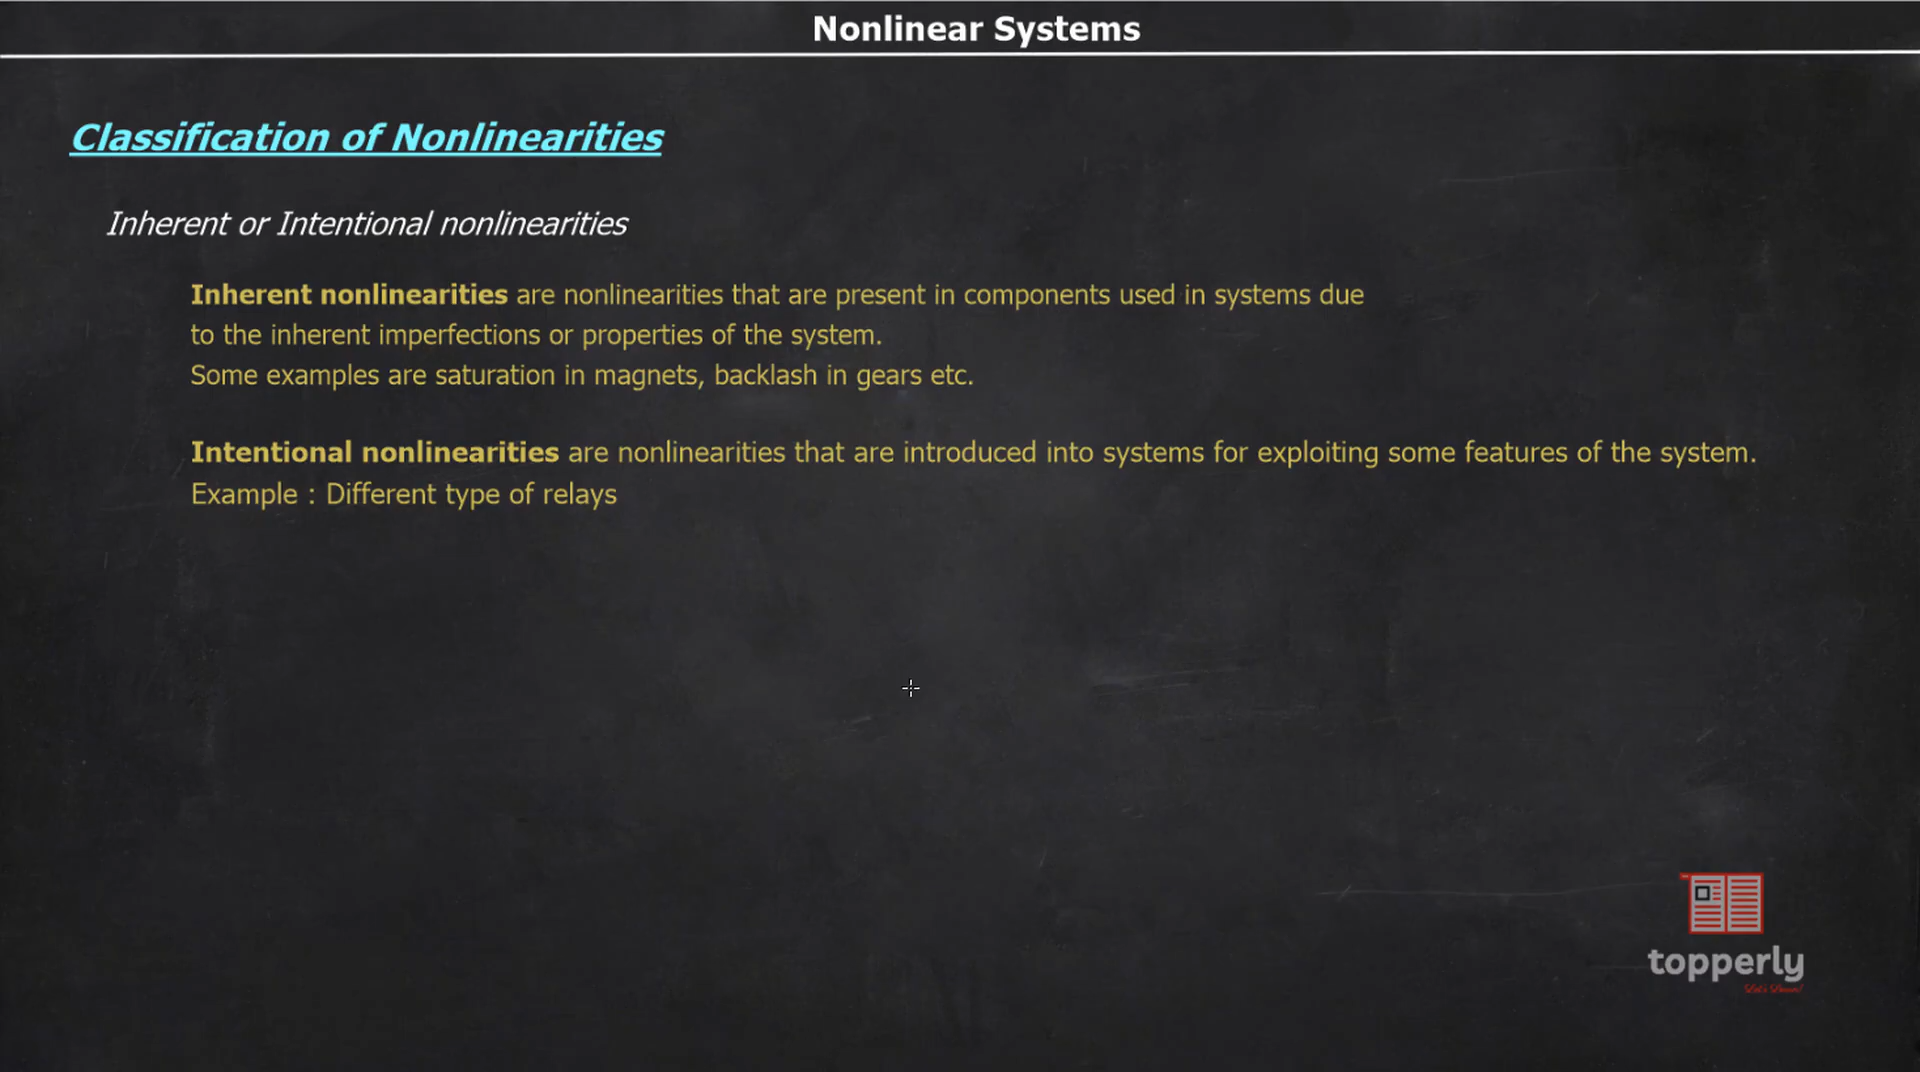 Nonlinear Systems
Classification of Nonlinearities
Inherent or Intentional nonlinearities
Inherent nonlinearities are nonlinearities that are present in components used in systems due
to the inherent imperfections or properties of the system.
Some examples are saturation in magnets, backlash in gears etc.
Intentional nonlinearities are nonlinearities that are introduced into systems for exploiting some features of the system.
Example : Different type of relays
topperly
Let's Learn!